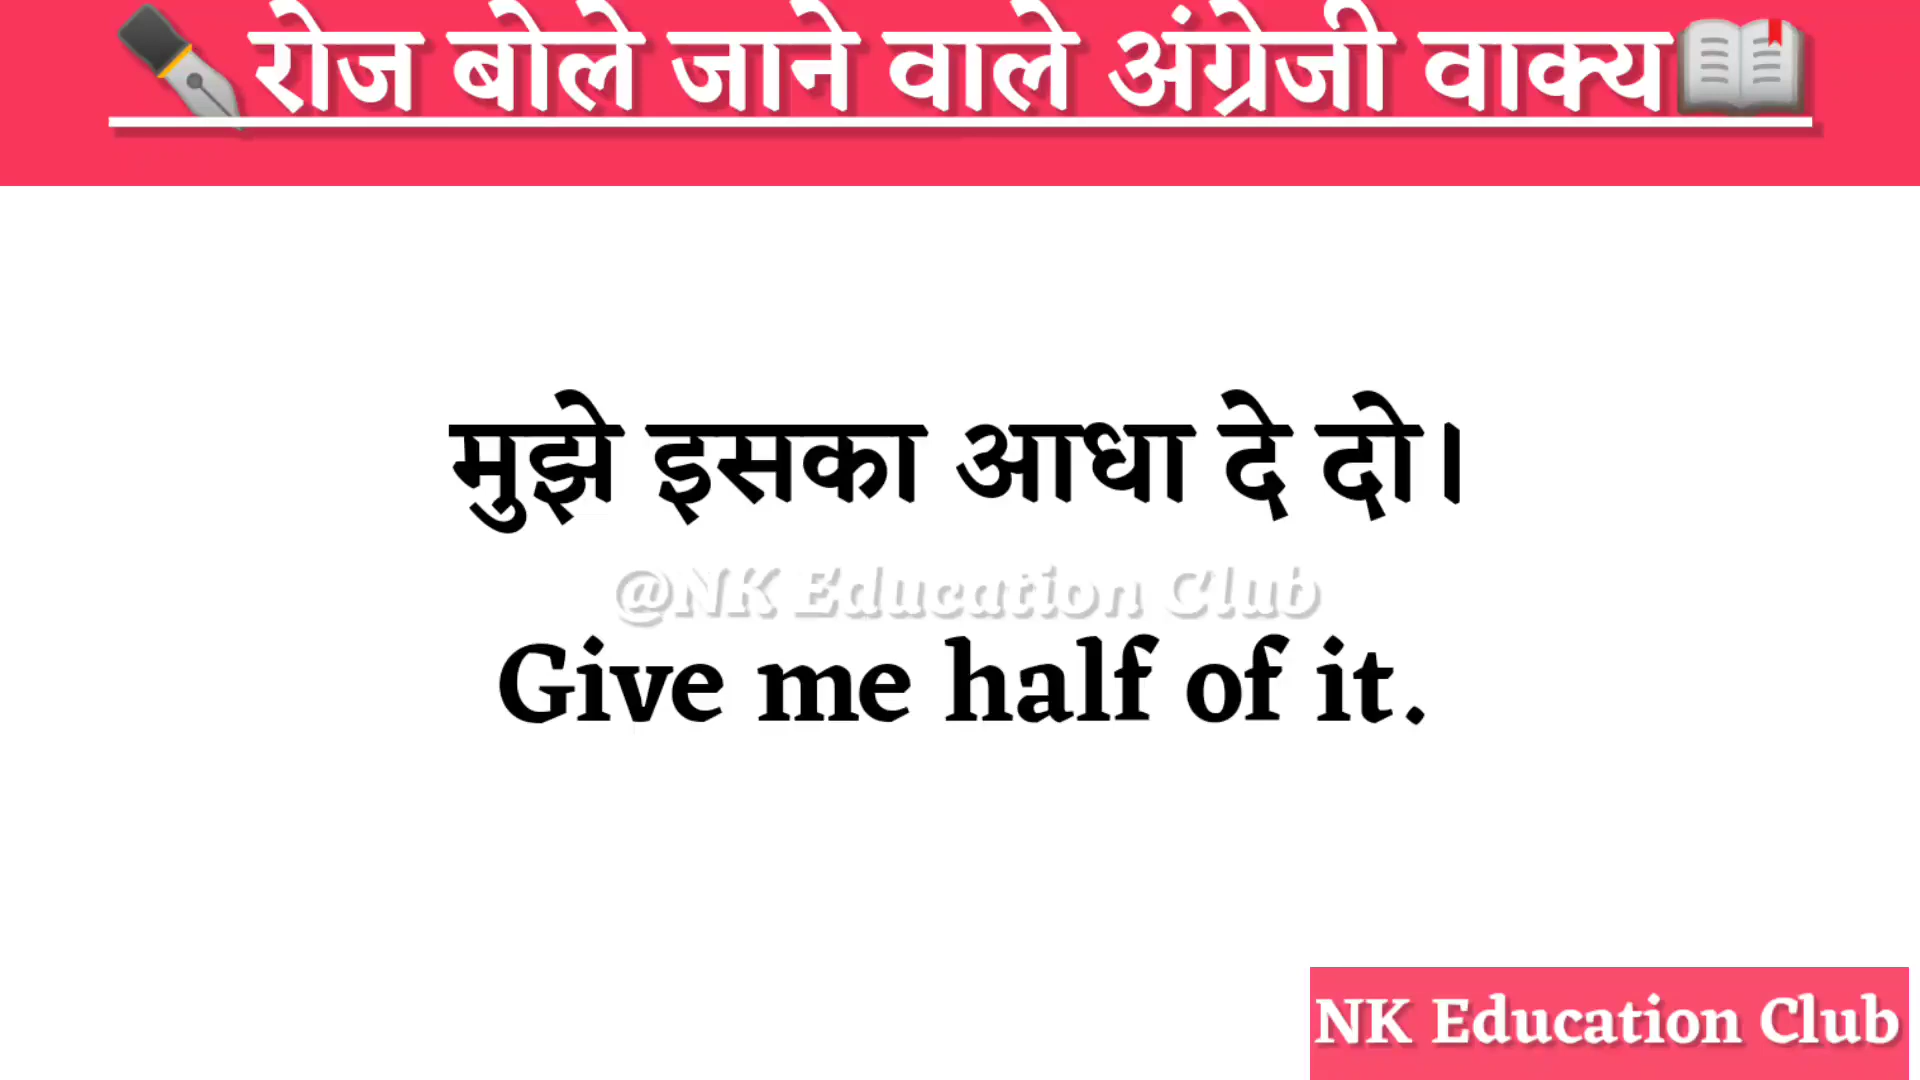 रोज बोले जाने वाले अंग्रेजी वाक्य
मुझे इसका आधा दे दो।
@NK Education Club
Give me half of it.
NK Education Club